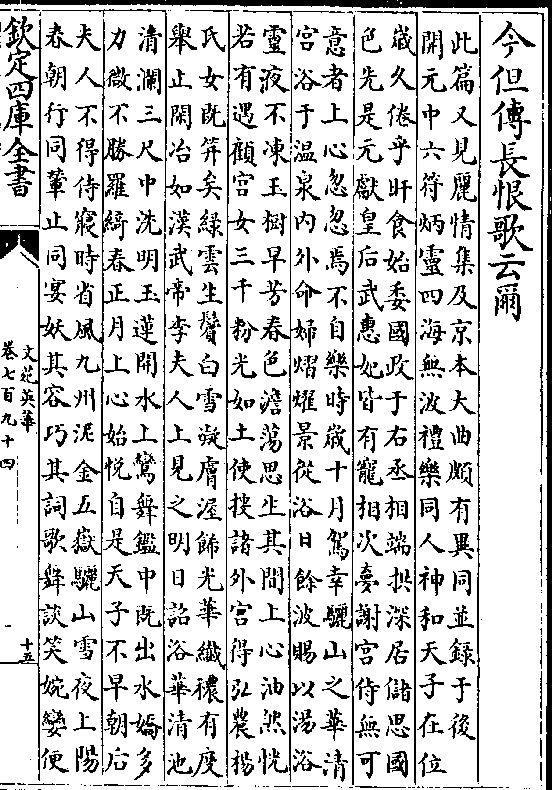 今但傳長恨歌云爾
此篇又見麗情集及京本大曲頗有異同並錄于後
開元中六符炳靈四海無波禮樂同人神和天子在位
歲久倦乎旰食始委國政于右丞相端拱深居儲思國
色先是元獻皇后武惠妃皆有寵相次薨謝宮侍無可
意者上心忽忽焉不自樂時歲十月駕幸驪山之華清
宮浴于溫泉內外命婦熠耀景從浴日餘波賜以湯浴
靈夜不凍玉樹早芳春色澹蕩思生其間上心油然恍
若有遇顧宮女三千粉光如土使搜諸外宮得弘農楊
氏女既笄矣綠雲生鬢白雪凝膚渥飾光華纖穠有度
舉止閑冶如漢武帝李夫人上見之明日詔浴華清池
清瀾三尺中洗明玉蓮開水上鸞舞鑑中既出水嬌多
力微不勝羅綺春正月上心始悅自是天子不早朝后
夫人不得侍寢時省風九州泥金五嶽驪山雪夜上陽
春朝行同輦止同宴妖其容巧其詞歌舞談笑婉孌便
欽定四庫全書
文苑英華
卷七百九十四
十五